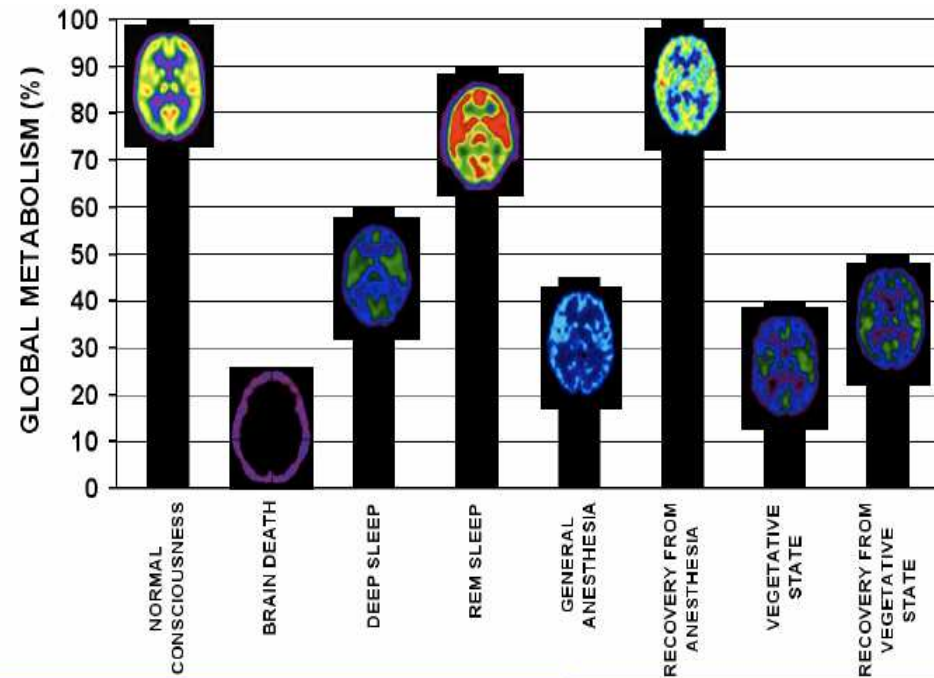 GLOBAL METABOLISM (%)
100
90
80
70
60
50
40
30
20
10
0
NORMAL
CONSCIOUSNESS
BRAIN DEATH
DEEP SLEEP
REM SLEEP
GENERAL
ANESTHESIA
RECOVERY FROM
ANESTHESIA
VEGETATIVE
STATE
RECOVERY FROM
VEGETATIVE
STATE